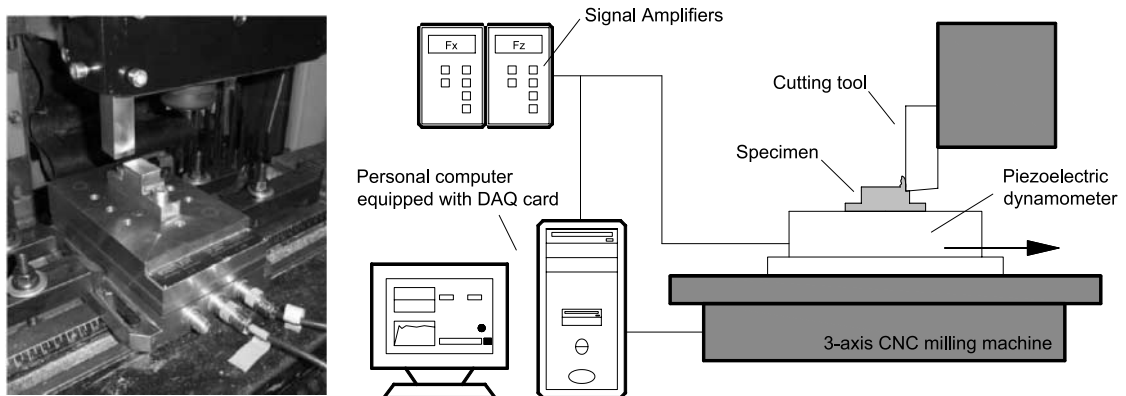 Signal Amplifiers
Fx
Fz
Cutting tool
Specimen
Piezoelectric
dynamometer
Personal computer
equipped with DAQ card
3-axis CNC milling machine